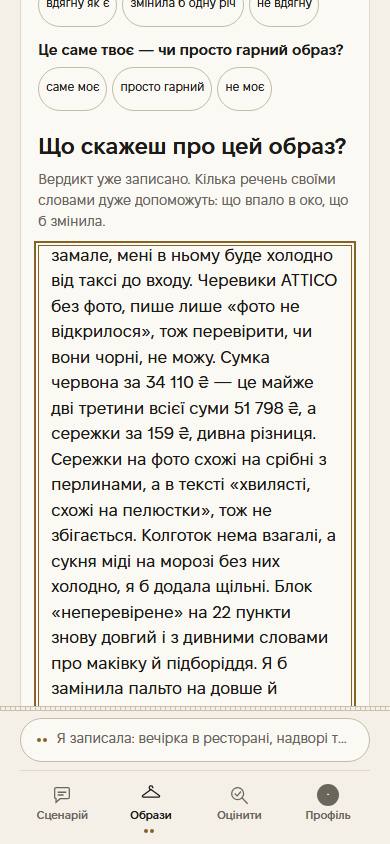 вдягну як є
змінила б одну річ
не вдягну
Це саме твоє — чи просто гарний образ?
саме моє
просто гарний
не моє
Що скажеш про цей образ?
Вердикт уже записано. Кілька речень своїми
словами дуже допоможуть: що впало в око, що
б змінила.
замале, мені в ньому буде холодно
від таксі до входу. Черевики ATTICO
без фото, пише лише «фото не
відкрилося», тож перевірити, чи
вони чорні, не можу. Сумка
червона за 34 110 ₴ — це майже
дві третини всієї суми 51 798 ₴, а
сережки за 159 ₴, дивна різниця.
Сережки на фото схожі на срібні з
перлинами, а в тексті «хвилясті,
схожі на пелюстки», тож не
збігається. Колготок нема взагалі, а
сукня міді на морозі без них
холодно, я б додала щільні. Блок
«неперевірене» на 22 пункти
знову довгий і з дивними словами
про маківку й підборіддя. Я б
замінила пальто на довше й
Я записала: вечірка в ресторані, надворі т...
Сценарій
Образи
Оцінити
Профіль